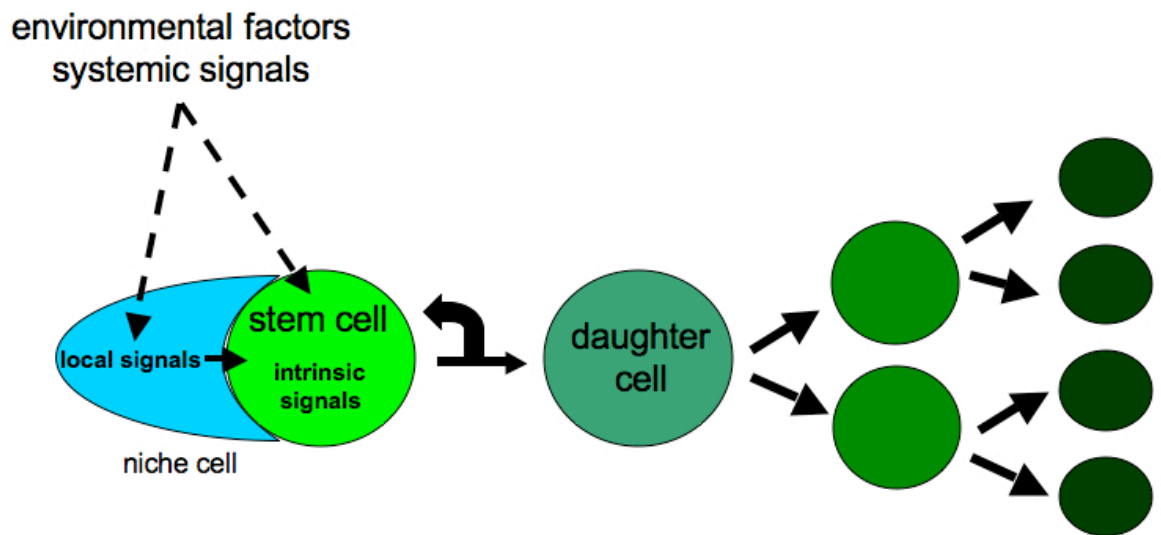 environmental factors
systemic signals
stem cell
local signals
intrinsic
signals
niche cell
daughter
cell